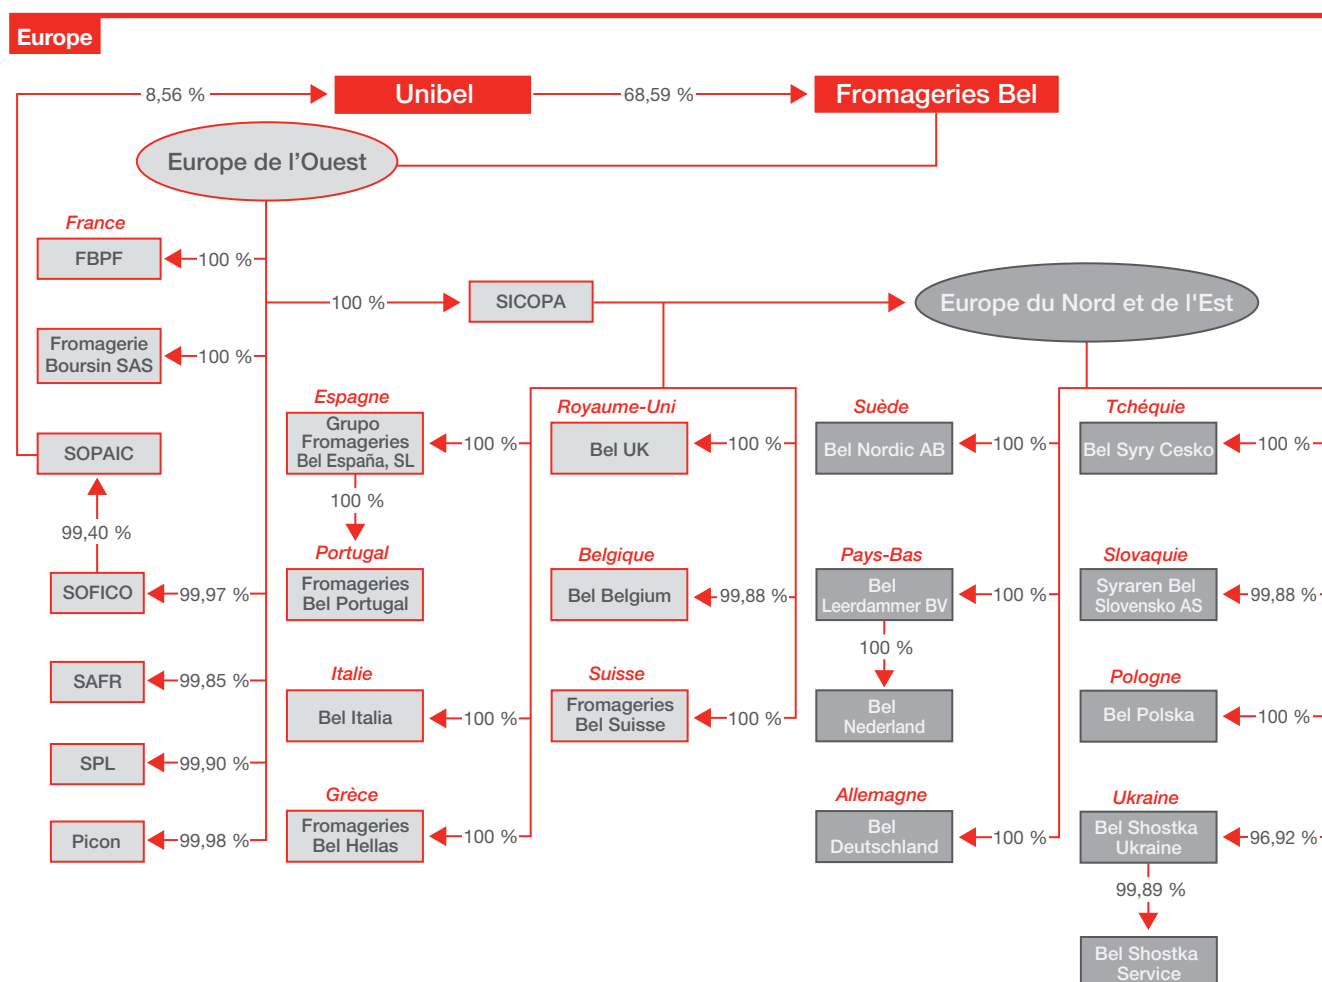 Europe
8,56 %
Unibel
68,59 %
Fromageries Bel
Europe de l’Ouest
France
FBPF
100 %
100 %
SICOPA
Europe du Nord et de l'Est
Fromagerie
Boursin SAS
100 %
Espagne
Grupo
Fromageries
Bel España, SL
100 %
Royaume-Uni
Bel UK
100 %
Suède
Bel Nordic AB
100 %
Tchéquie
Bel Syry Cesko
100 %
SOPAIC
99,40 %
100 %
Portugal
Fromageries
Bel Portugal
Belgique
Bel Belgium
99,88 %
Pays-Bas
Bel
Leerdammer BV
100 %
Slovaquie
Syraren Bel
Slovensko AS
99,88 %
SOFICO
99,97 %
100 %
SAFR
99,85 %
Italie
Bel Italia
100 %
Suisse
Fromageries
Bel Suisse
100 %
Bel
Nederland
Pologne
Bel Polska
100 %
SPL
99,90 %
Grèce
Fromageries
Bel Hellas
100 %
Allemagne
Bel
Deutschland
100 %
Ukraine
Bel Shostka
Ukraine
96,92 %
Picon
99,98 %
99,89 %
Bel Shostka
Service